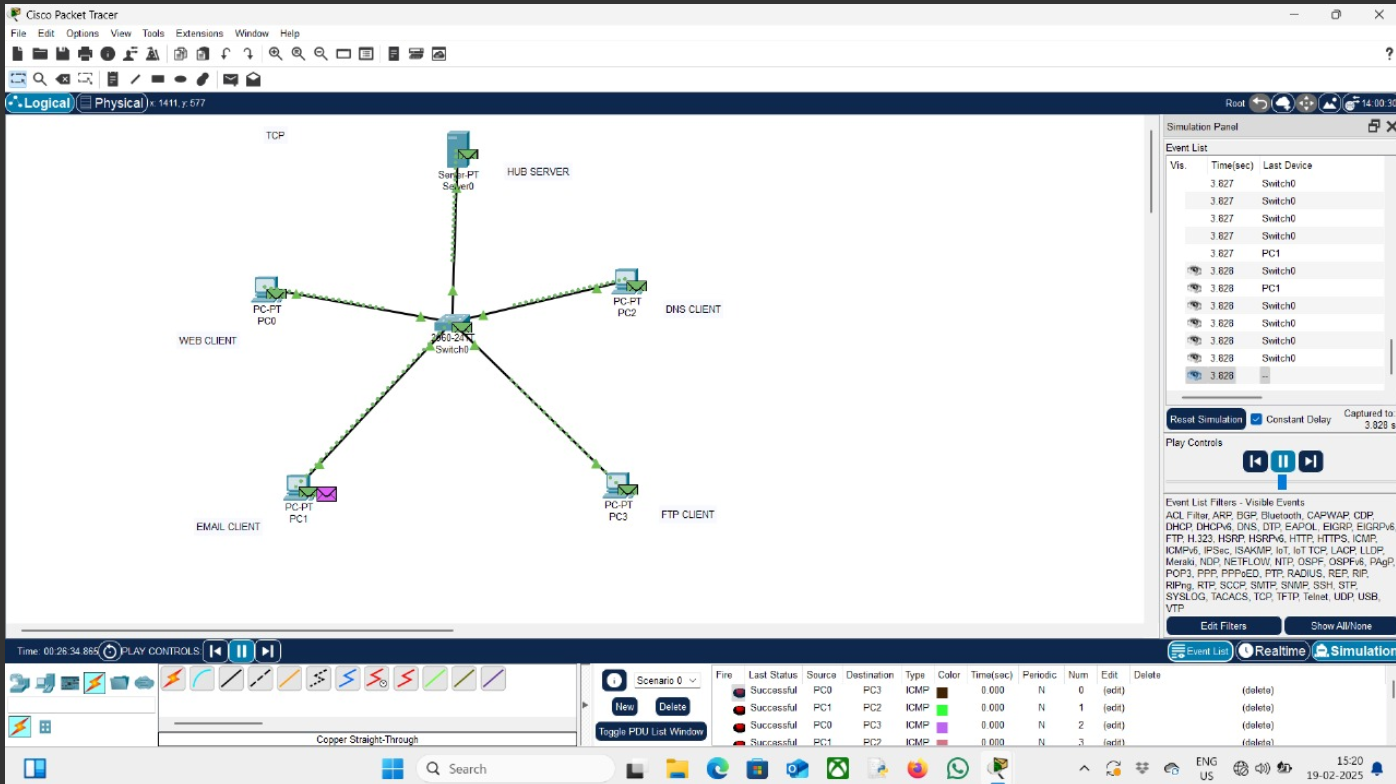 Cisco Packet Tracer
File Edit Options View Tools Extensions Window Help
?
Logical Physical x: 1411, y: 577 Root 14:00:30
TCP
Server-PT
Server0
HUB SERVER
PC-PT
PC0
WEB CLIENT
PC-PT
PC2
DNS CLIENT
2960-24TT
Switch0
PC-PT
PC1
EMAIL CLIENT
PC-PT
PC3
FTP CLIENT
Simulation Panel
Event List
Vis. Time(sec) Last Device
3.827 Switch0
3.827 Switch0
3.827 Switch0
3.827 Switch0
3.827 PC1
3.828 Switch0
3.828 PC1
3.828 Switch0
3.828 Switch0
3.828 Switch0
3.828 Switch0
3.828 --
Reset Simulation Constant Delay Captured to:
3.828 s
Play Controls
Event List Filters - Visible Events
ACL Filter, ARP, BGP, Bluetooth, CAPWAP, CDP,
DHCP, DHCPv6, DNS, DTP, EAPOL, EIGRP, EIGRPv6,
FTP, H.323, HSRP, HSRPv6, HTTP, HTTPS, ICMP,
ICMPv6, IPSec, ISAKMP, IoT, IoT TCP, LACP, LLDP,
Meraki, NDP, NETFLOW, NTP, OSPF, OSPFv6, PAgP,
POP3, PPP, PPPoED, PTP, RADIUS, REP, RIP,
RIPng, RTP, SCCP, SMTP, SNMP, SSH, STP,
SYSLOG, TACACS, TCP, TFTP, Telnet, UDP, USB,
VTP
Edit Filters Show All/None
Time: 00:26:34.865 PLAY CONTROLS: Event List Realtime Simulation
Scenario 0
New Delete
Toggle PDU List Window
Fire Last Status Source Destination Type Color Time(sec) Periodic Num Edit Delete
Successful PC0 PC3 ICMP 0.000 N 0 (edit) (delete)
Successful PC1 PC2 ICMP 0.000 N 1 (edit) (delete)
Successful PC0 PC3 ICMP 0.000 N 2 (edit) (delete)
Successful PC1 PC2 ICMP 0.000 N 3 (edit) (delete)
Copper Straight-Through
Search
ENG
US
15:20
19-02-2025